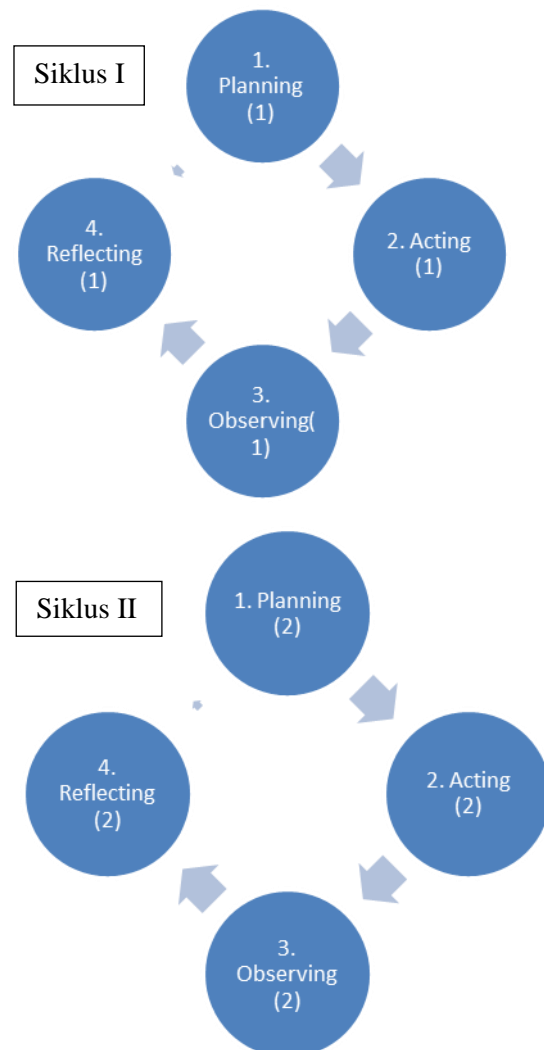 Siklus I
1.
Planning
(1)
2. Acting
(1)
3.
Observing(
1)
4.
Reflecting
(1)
Siklus II
1. Planning
(2)
2. Acting
(2)
3.
Observing
(2)
4.
Reflecting
(2)